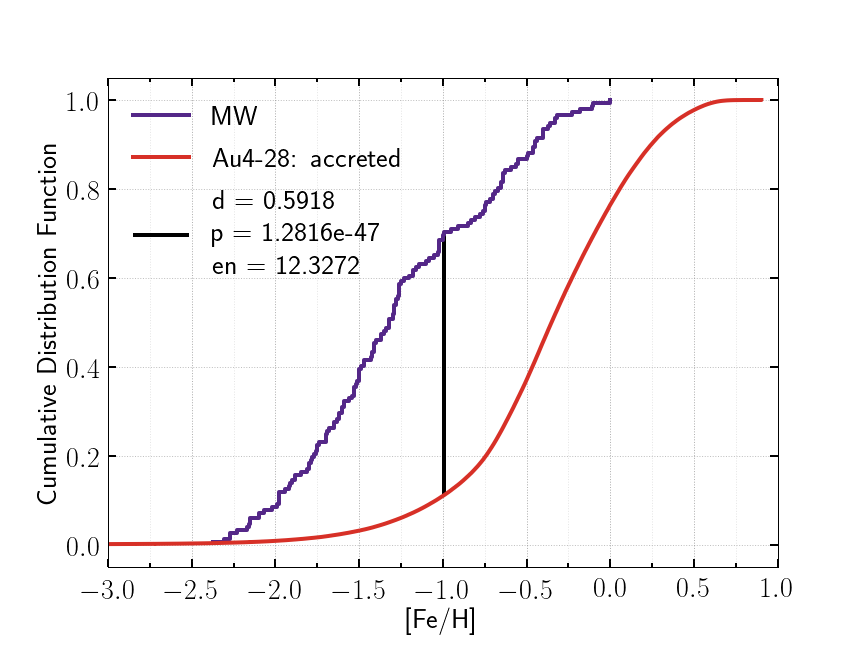 MW
Au4-28: accreted
d = 0.5918
p = 1.2816e-47
en = 12.3272
Cumulative Distribution Function
1.0
0.8
0.6
0.4
0.2
0.0
−3.0 −2.5 −2.0 −1.5 −1.0 −0.5 0.0 0.5 1.0
[Fe/H]